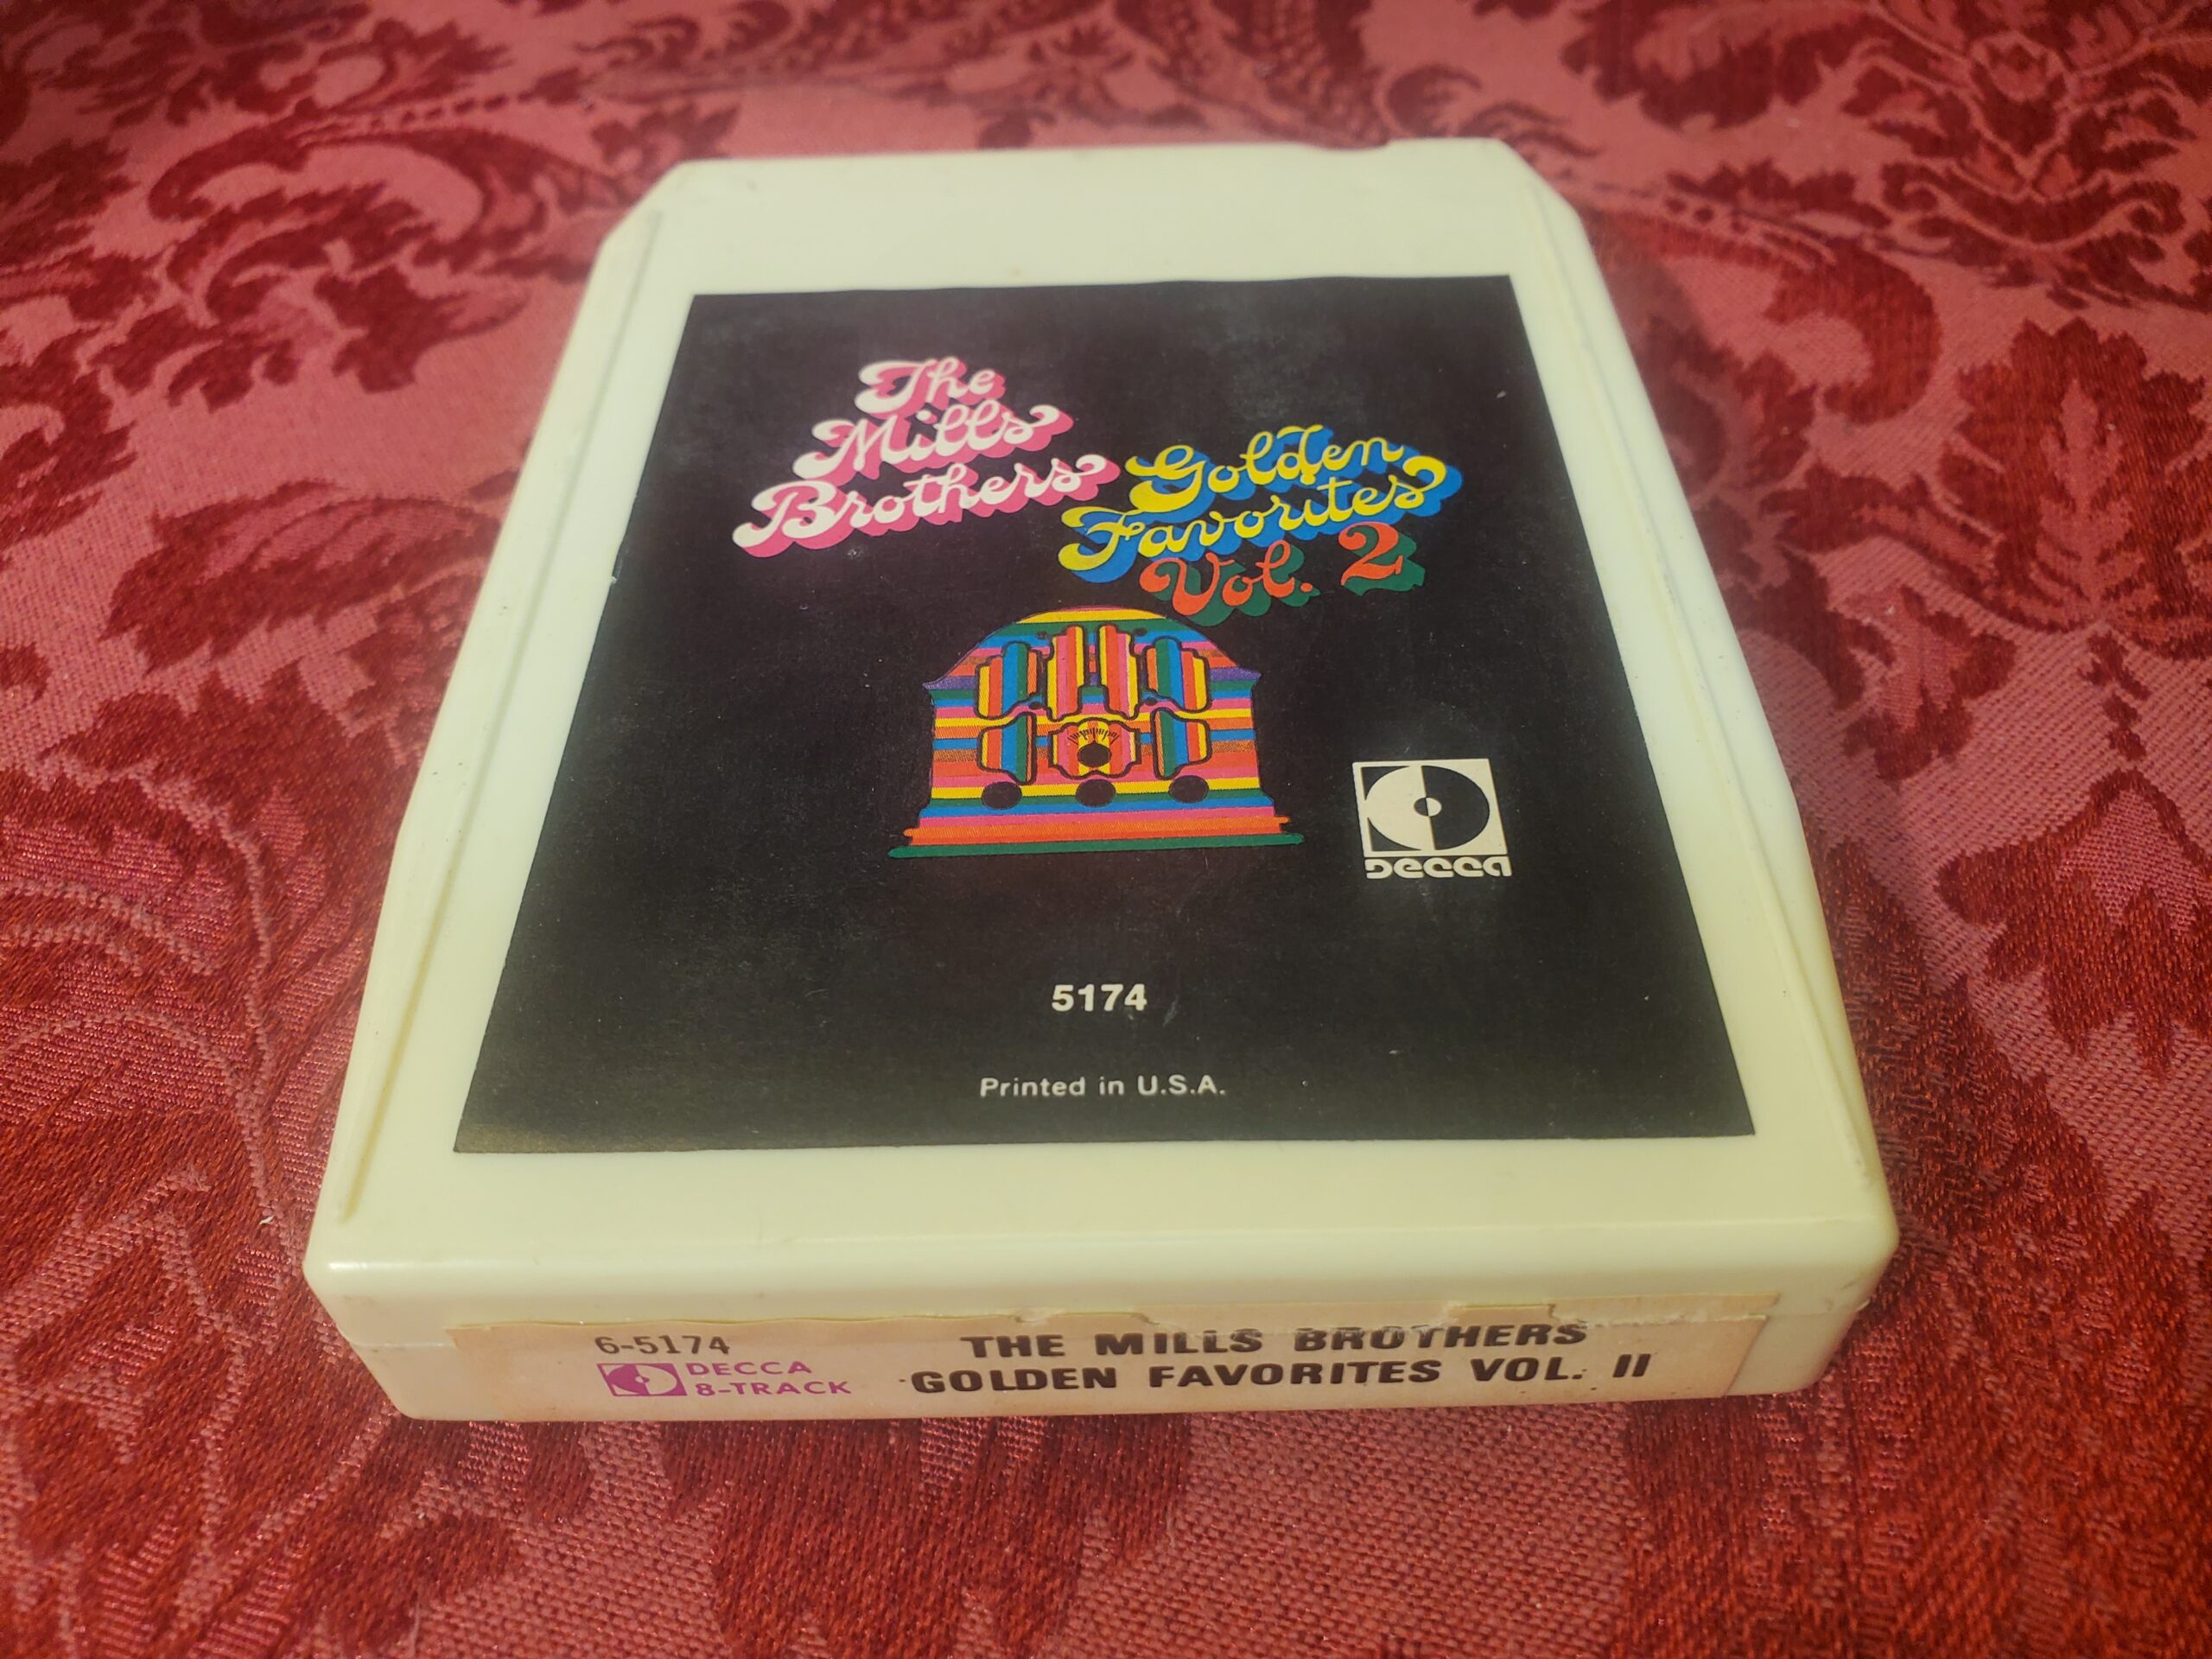 The
Mills
Brothers
Golden
Favorites
Vol. 2
DECCA
5174
Printed in U.S.A.
6-5174
DECCA
8-TRACK
THE MILLS BROTHERS
GOLDEN FAVORITES VOL. II